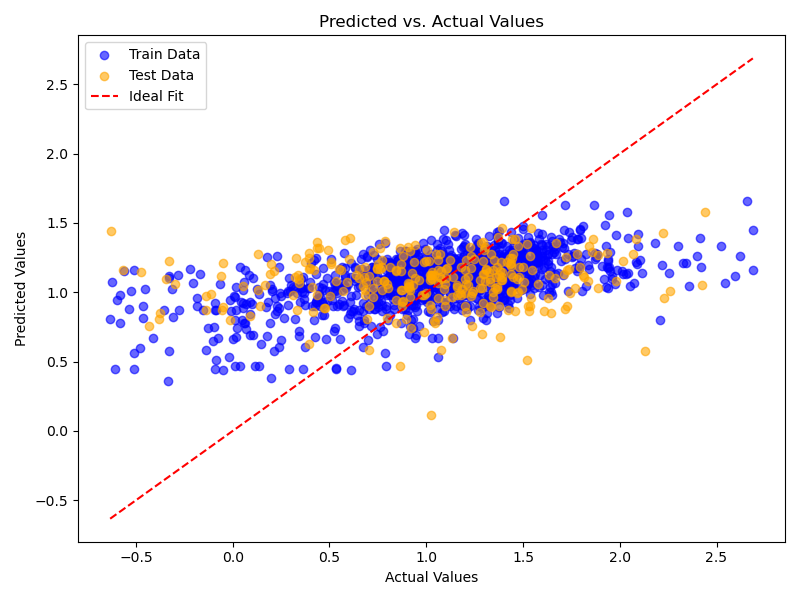 Predicted vs. Actual Values
Train Data
Test Data
Ideal Fit
Predicted Values
2.5
2.0
1.5
1.0
0.5
0.0
−0.5
−0.5
0.0
0.5
1.0
1.5
2.0
2.5
Actual Values